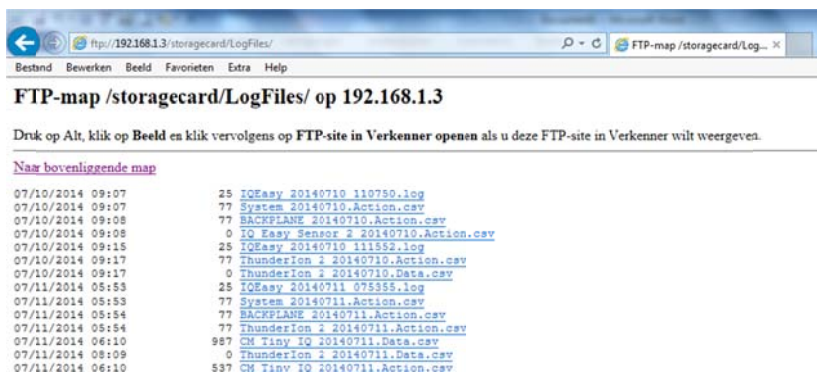 ftp://192.168.1.3/storagecard/LogFiles/
FTP-map /storagecard/Log...
Bestand Bewerken Beeld Favorieten Extra Help
FTP-map /storagecard/LogFiles/ op 192.168.1.3
Druk op Alt, klik op Beeld en klik vervolgens op FTP-site in Verkenner openen als u deze FTP-site in Verkenner wilt weergeven.
Naar bovenliggende map
07/10/2014 09:07 25 IQEasy 20140710 110750.log
07/10/2014 09:07 77 System 20140710.Action.csv
07/10/2014 09:08 77 BACKPLANE 20140710.Action.csv
07/10/2014 09:08 0 IQ Easy Sensor 2 20140710.Action.csv
07/10/2014 09:15 25 IQEasy 20140710 111552.log
07/10/2014 09:17 77 ThunderIon 2 20140710.Action.csv
07/10/2014 09:17 0 ThunderIon 2 20140710.Data.csv
07/11/2014 05:53 25 IQEasy 20140711 075355.log
07/11/2014 05:53 77 System 20140711.Action.csv
07/11/2014 05:54 77 BACKPLANE 20140711.Action.csv
07/11/2014 05:54 77 ThunderIon 2 20140711.Action.csv
07/11/2014 06:10 987 CM Tiny IQ 20140711.Data.csv
07/11/2014 08:09 0 ThunderIon 2 20140711.Data.csv
07/11/2014 06:10 537 CM Tiny IQ 20140711.Action.csv